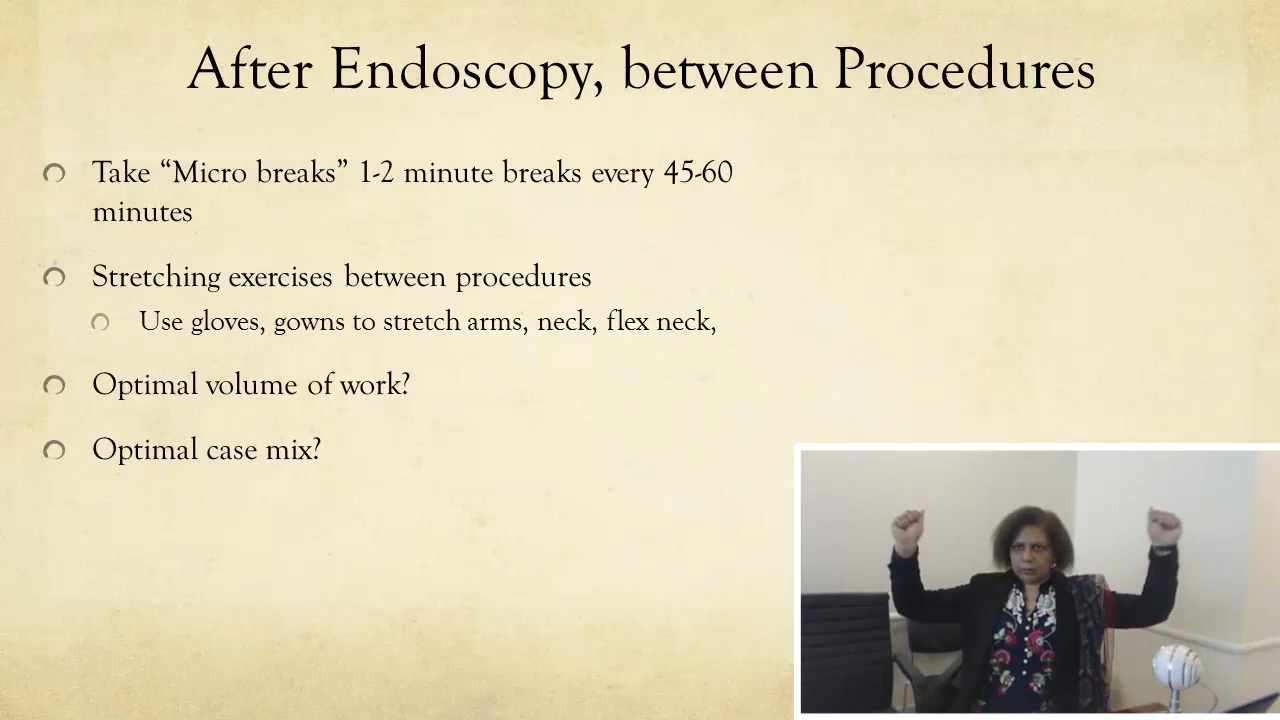 After Endoscopy, between Procedures
Take “Micro breaks” 1-2 minute breaks every 45-60
minutes
Stretching exercises between procedures
Use gloves, gowns to stretch arms, neck, flex neck,
Optimal volume of work?
Optimal case mix?